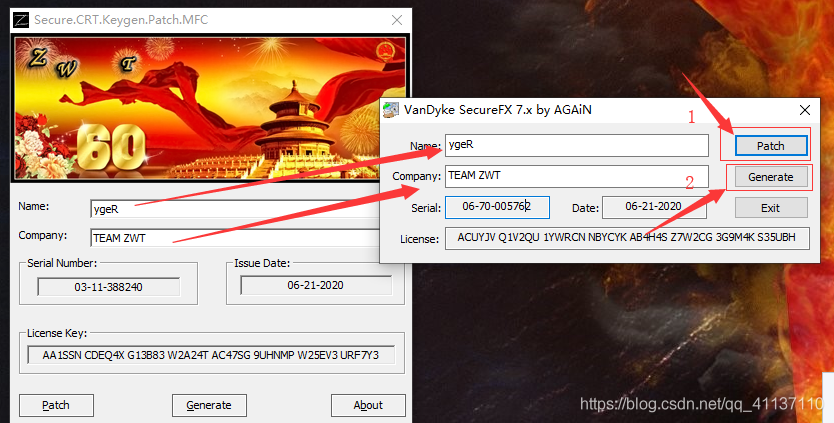 Secure.CRT.Keygen.Patch.MFC
Z W T
60
Name: ygeR
Company: TEAM ZWT
Serial Number:
03-11-388240
Issue Date:
06-21-2020
License Key:
AA1SSN CDEQ4X G13B83 W2A24T AC47SG 9UHNMP W25EV3 URF7Y3
Patch
Generate
About
VanDyke SecureFX 7.x by AGAiN
1
Name: ygeR
Patch
Company: TEAM ZWT
2
Generate
Serial: 06-70-005762 Date: 06-21-2020
Exit
License: ACUYJV Q1V2QU 1YWRCN NBYCYK AB4H4S Z7W2CG 3G9M4K S35UBH
https://blog.csdn.net/qq_41137110